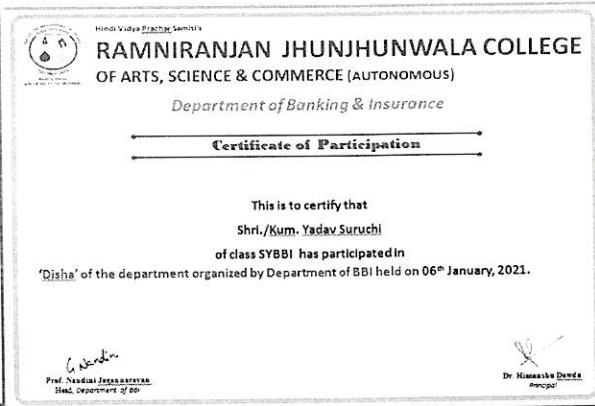 Hindi Vidya Prachar Samiti's
RAMNIRANJAN JHUNJHUNWALA COLLEGE
OF ARTS, SCIENCE & COMMERCE (AUTONOMOUS)
Department of Banking & Insurance
Certificate of Participation
This is to certify that
Shri./Kum. Yadav Suruchi
of class SYBBI has participated in
‘Disha’ of the department organized by Department of BBI held on 06th January, 2021.
Prof. Nandini Jagannarayan
Head, Department of BBI
Dr. Himanshu Dawda
Principal